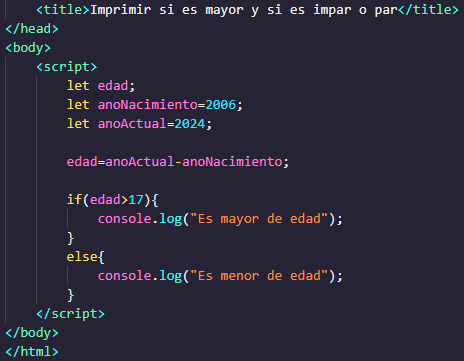 <title>Imprimir si es mayor y si es impar o par</title>
</head>
<body>
<script>
let edad;
let anoNacimiento=2006;
let anoActual=2024;
edad=anoActual-anoNacimiento;
if(edad>17){
console.log("Es mayor de edad");
}
else{
console.log("Es menor de edad");
}
</script>
</body>
</html>